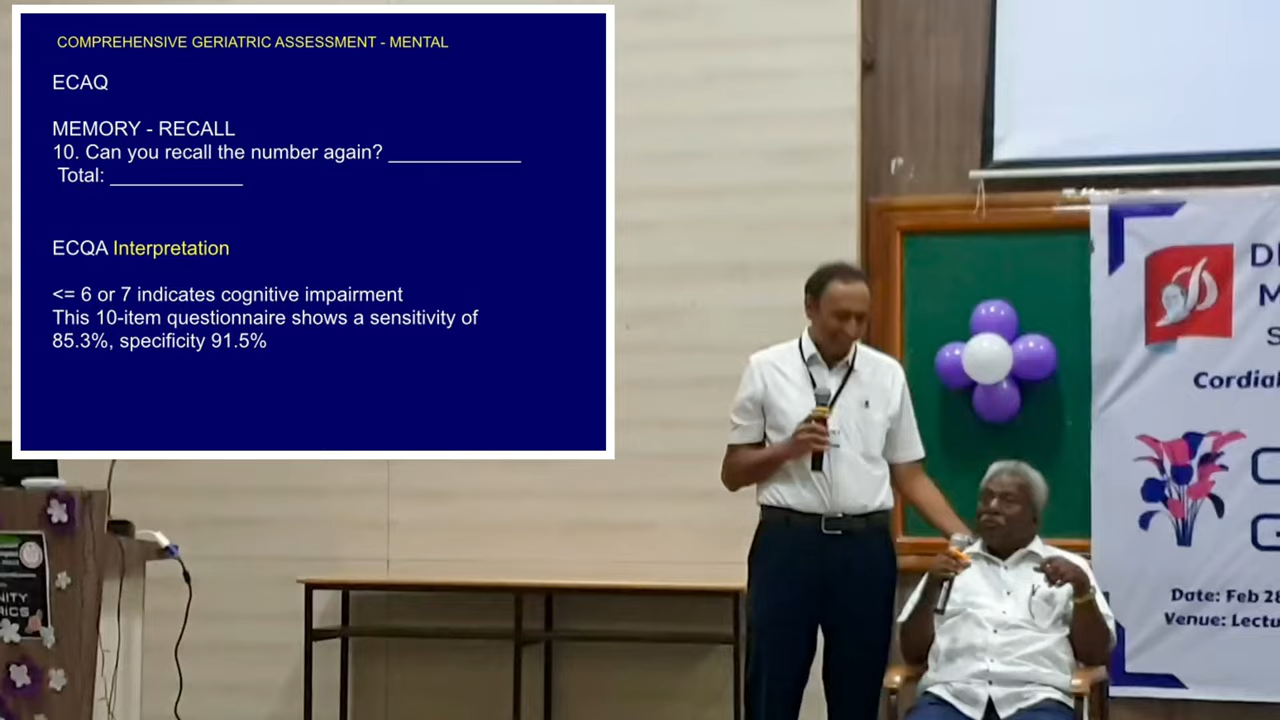 COMPREHENSIVE GERIATRIC ASSESSMENT - MENTAL
ECAQ
MEMORY - RECALL
10. Can you recall the number again? ____________
Total: ____________
ECQA Interpretation
<= 6 or 7 indicates cognitive impairment
This 10-item questionnaire shows a sensitivity of
85.3%, specificity 91.5%
Cordial
Date: Feb 28
Venue: Lectu